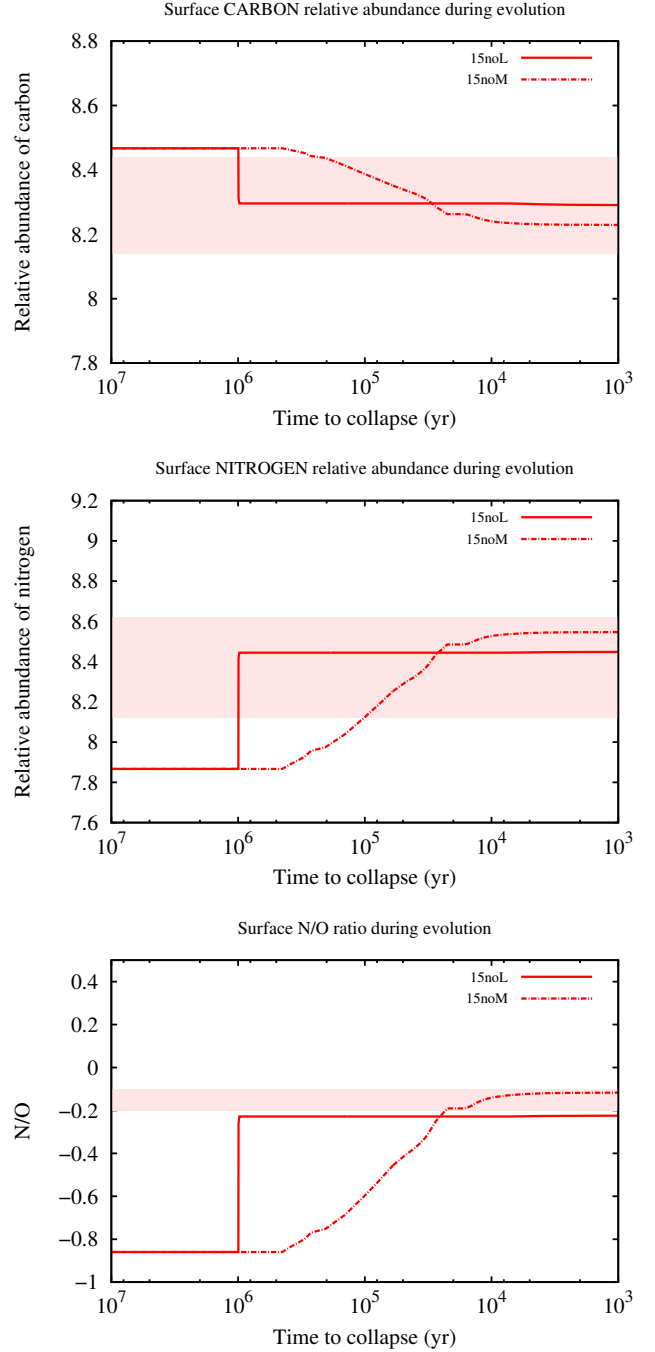 Surface CARBON relative abundance during evolution
8.8
8.6
8.4
8.2
8
7.8
Relative abundance of carbon
15noL
15noM
10^7 10^6 10^5 10^4 10^3
Time to collapse (yr)
Surface NITROGEN relative abundance during evolution
9.2
9
8.8
8.6
8.4
8.2
8
7.8
7.6
Relative abundance of nitrogen
15noL
15noM
10^7 10^6 10^5 10^4 10^3
Time to collapse (yr)
Surface N/O ratio during evolution
0.4
0.2
0
−0.2
−0.4
−0.6
−0.8
−1
N/O
15noL
15noM
10^7 10^6 10^5 10^4 10^3
Time to collapse (yr)